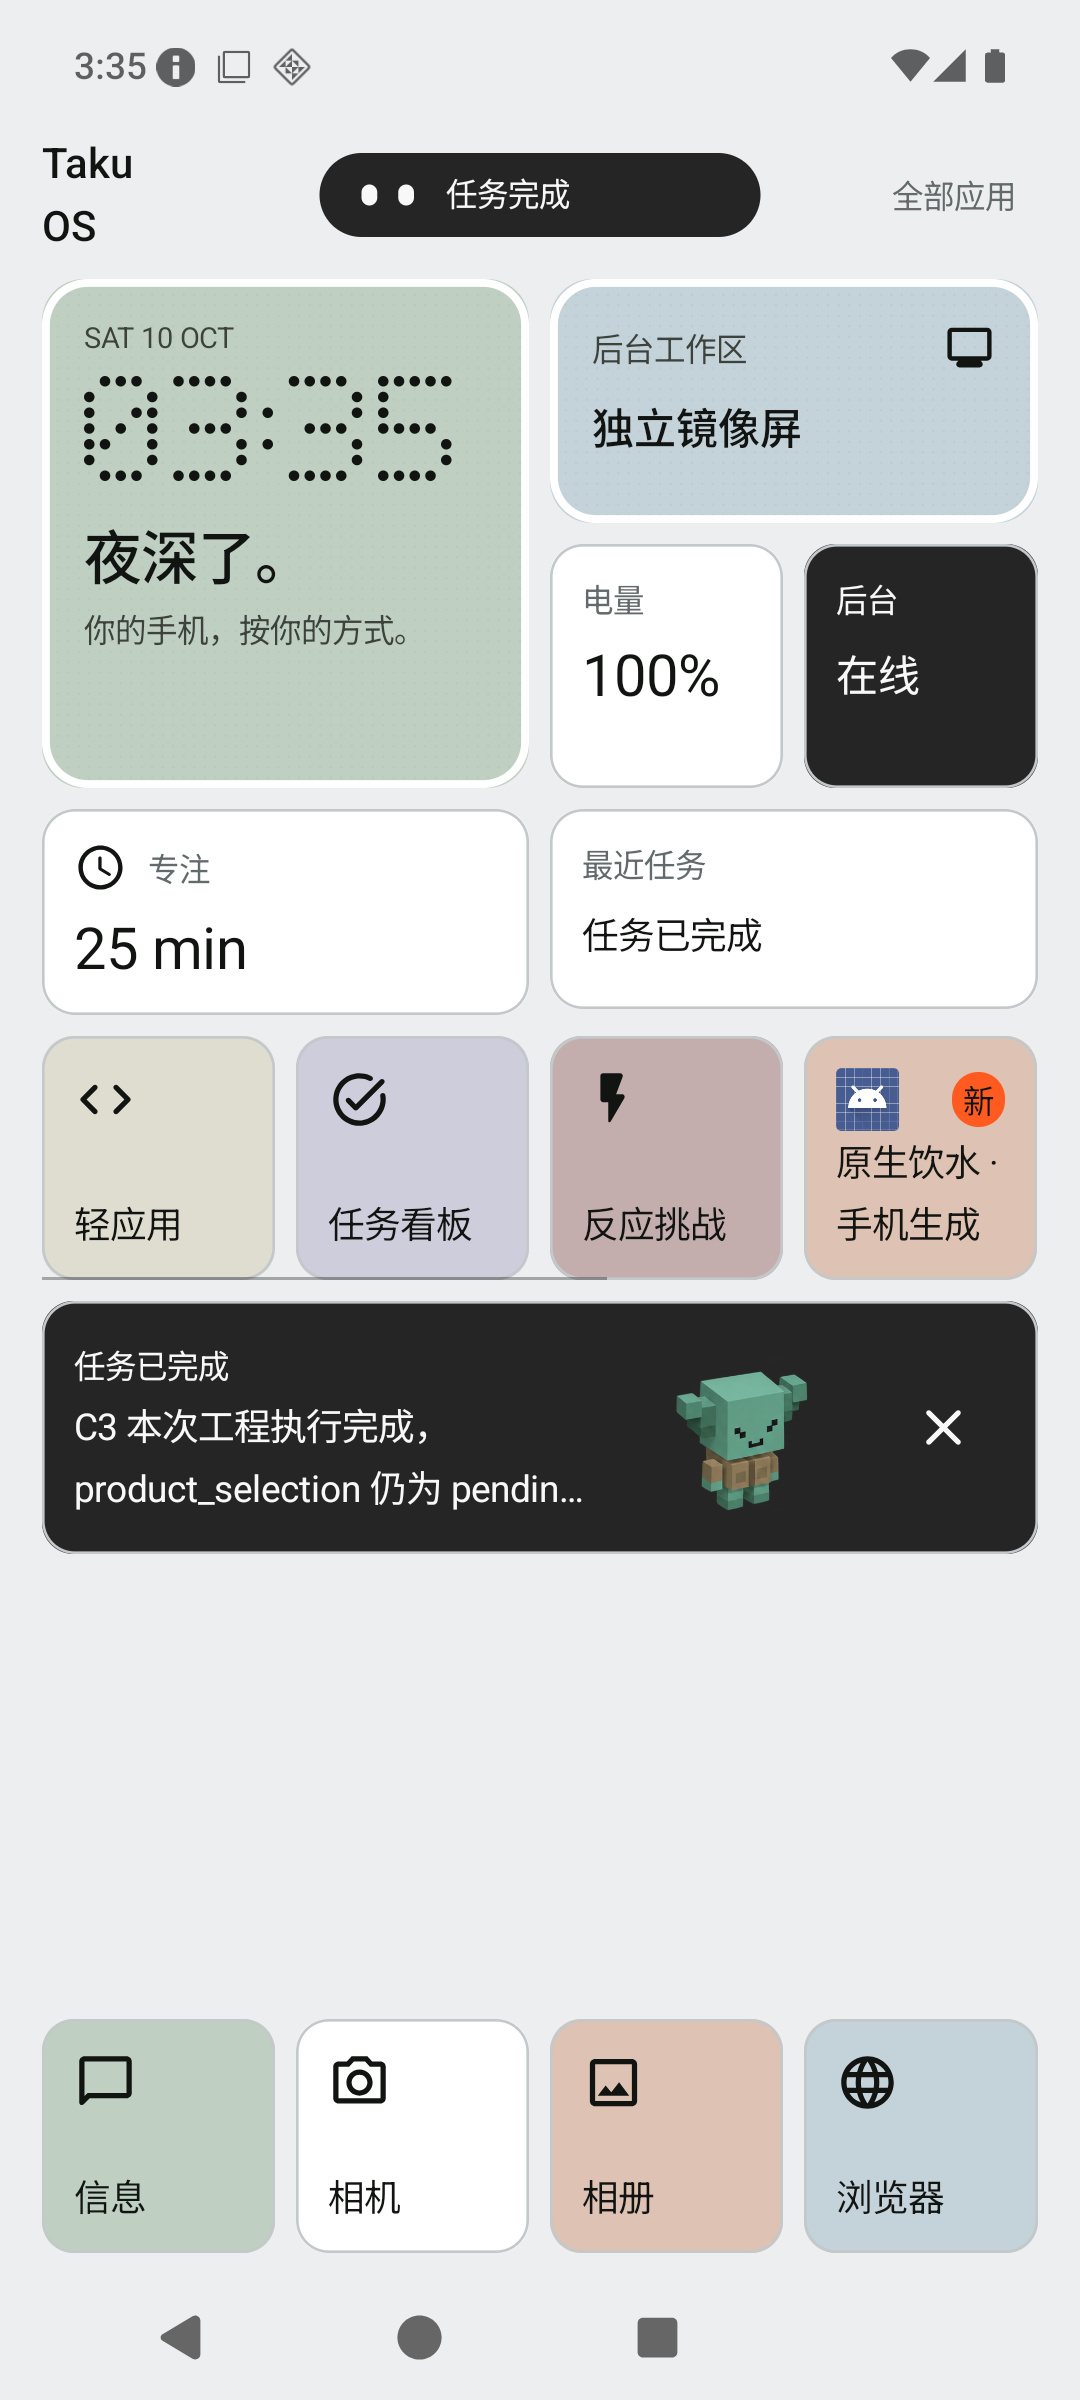 3:35
Taku
OS
任务完成
全部应用
SAT 10 OCT
03:35
夜深了。
你的手机，按你的方式。
后台工作区
独立镜像屏
电量
100%
后台
在线
专注
25 min
最近任务
任务已完成
轻应用
任务看板
反应挑战
新
原生饮水 ·
手机生成
任务已完成
C3 本次工程执行完成，
product_selection 仍为 pendin…
信息
相机
相册
浏览器